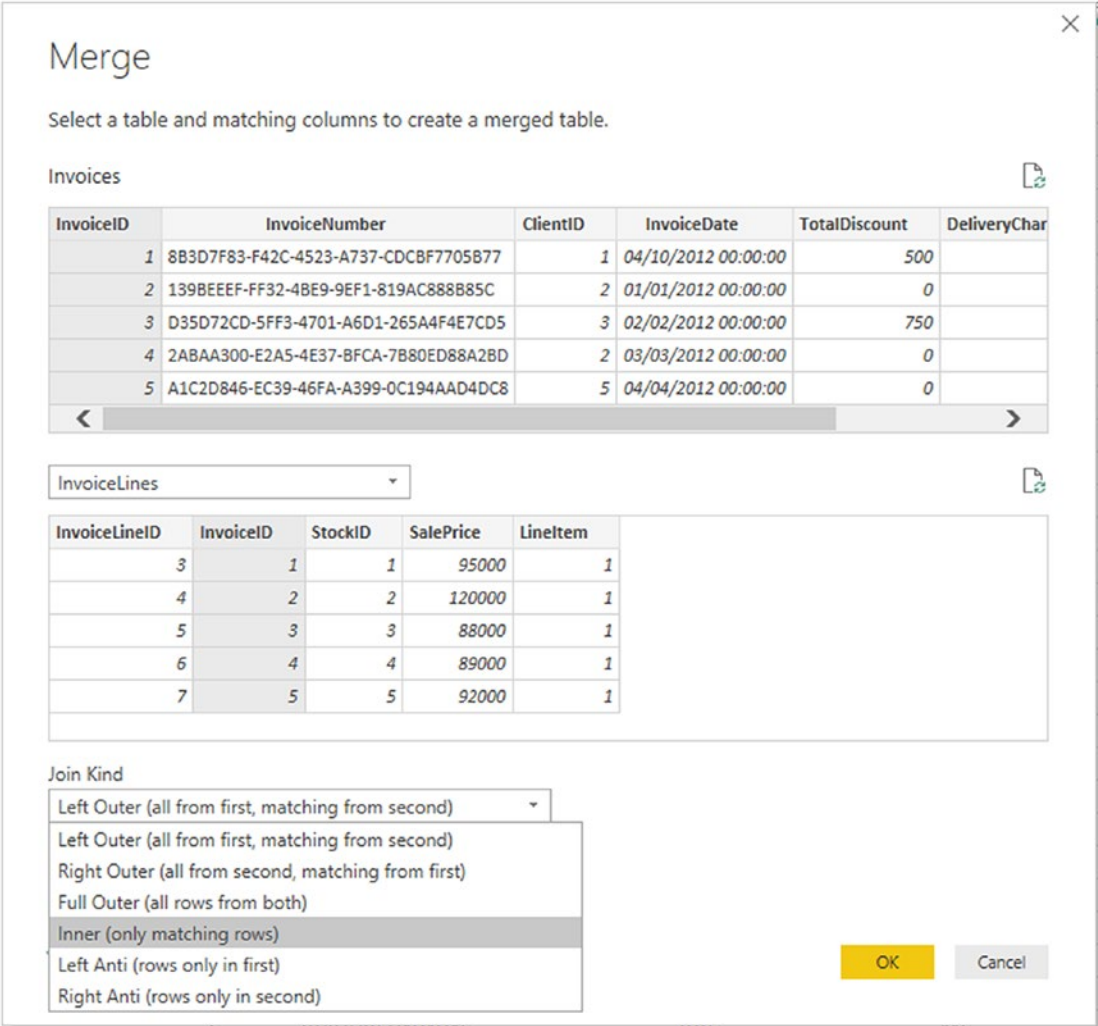 Merge
Select a table and matching columns to create a merged table.
Invoices
InvoiceID InvoiceNumber ClientID InvoiceDate TotalDiscount DeliveryChar
1 8B3D7F83-F42C-4523-A737-CDCBF7705B77 1 04/10/2012 00:00:00 500
2 139BEEEF-FF32-4BE9-9EF1-819AC888B85C 2 01/01/2012 00:00:00 0
3 D35D72CD-5FF3-4701-A6D1-265A4F4E7CD5 3 02/02/2012 00:00:00 750
4 2ABAA300-E2A5-4E37-BFCA-7B80ED88A2BD 2 03/03/2012 00:00:00 0
5 A1C2D846-EC39-46FA-A399-0C194AAD4DC8 5 04/04/2012 00:00:00 0
InvoiceLines
InvoiceLineID InvoiceID StockID SalePrice LineItem
3 1 1 95000 1
4 2 2 120000 1
5 3 3 88000 1
6 4 4 89000 1
7 5 5 92000 1
Join Kind
Left Outer (all from first, matching from second)
Left Outer (all from first, matching from second)
Right Outer (all from second, matching from first)
Full Outer (all rows from both)
Inner (only matching rows)
Left Anti (rows only in first)
Right Anti (rows only in second)
OK Cancel